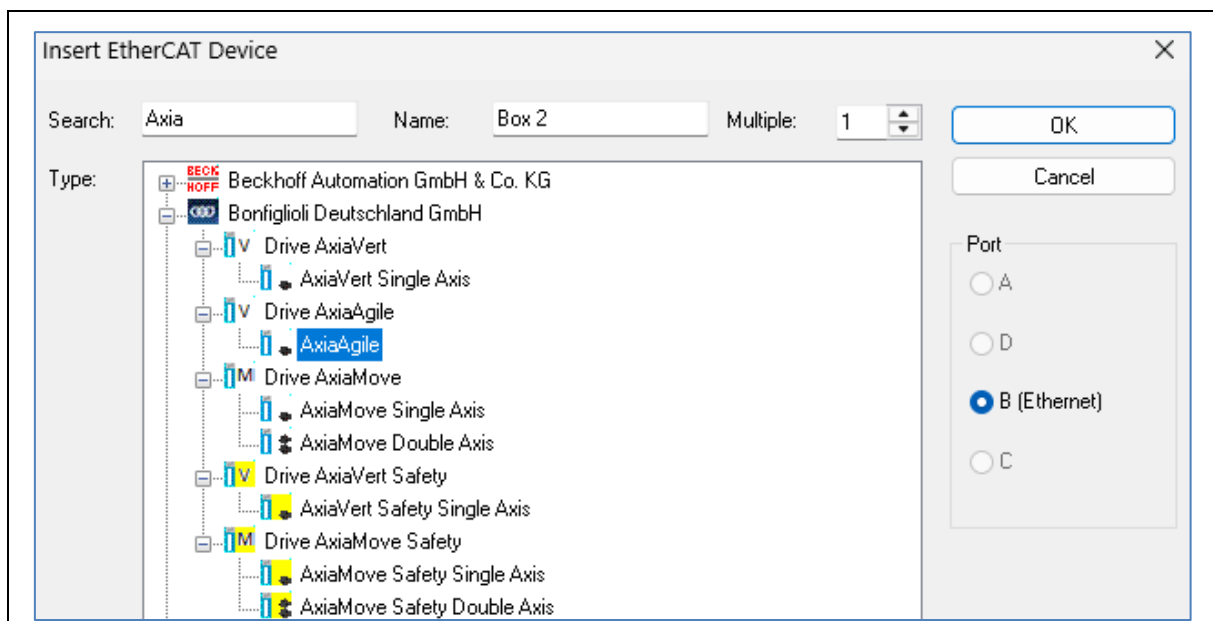 Insert EtherCAT Device
Search: Axia Name: Box 2 Multiple: 1 OK
Type: BECK HOFF Beckhoff Automation GmbH & Co. KG Cancel
Bonfiglioli Deutschland GmbH
V Drive AxiaVert Port
AxiaVert Single Axis A
V Drive AxiaAgile
AxiaAgile D
M Drive AxiaMove
AxiaMove Single Axis B (Ethernet)
AxiaMove Double Axis
V Drive AxiaVert Safety C
AxiaVert Safety Single Axis
M Drive AxiaMove Safety
AxiaMove Safety Single Axis
AxiaMove Safety Double Axis